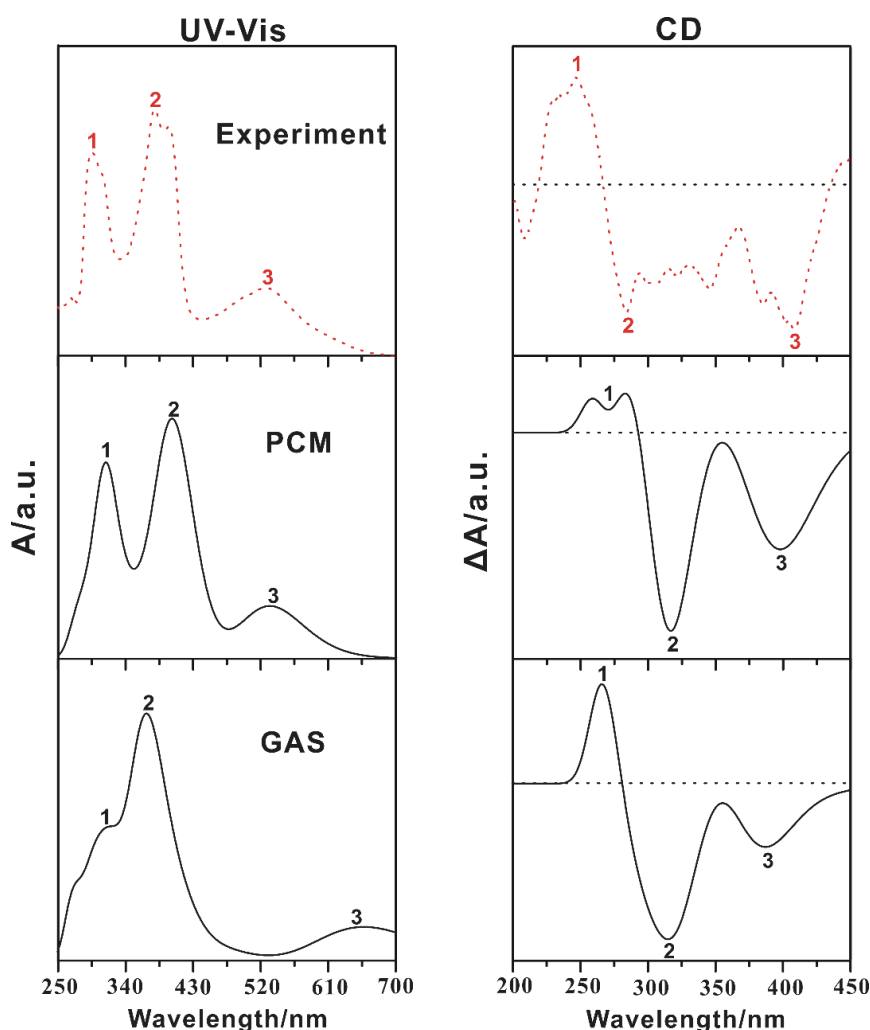 UV-Vis
CD
1
2
Experiment
3
1
2
3
A/a.u.
ΔA/a.u.
1
2
PCM
3
1
2
3
1
2
GAS
3
1
2
3
250 340 430 520 610 700
200 250 300 350 400 450
Wavelength/nm
Wavelength/nm